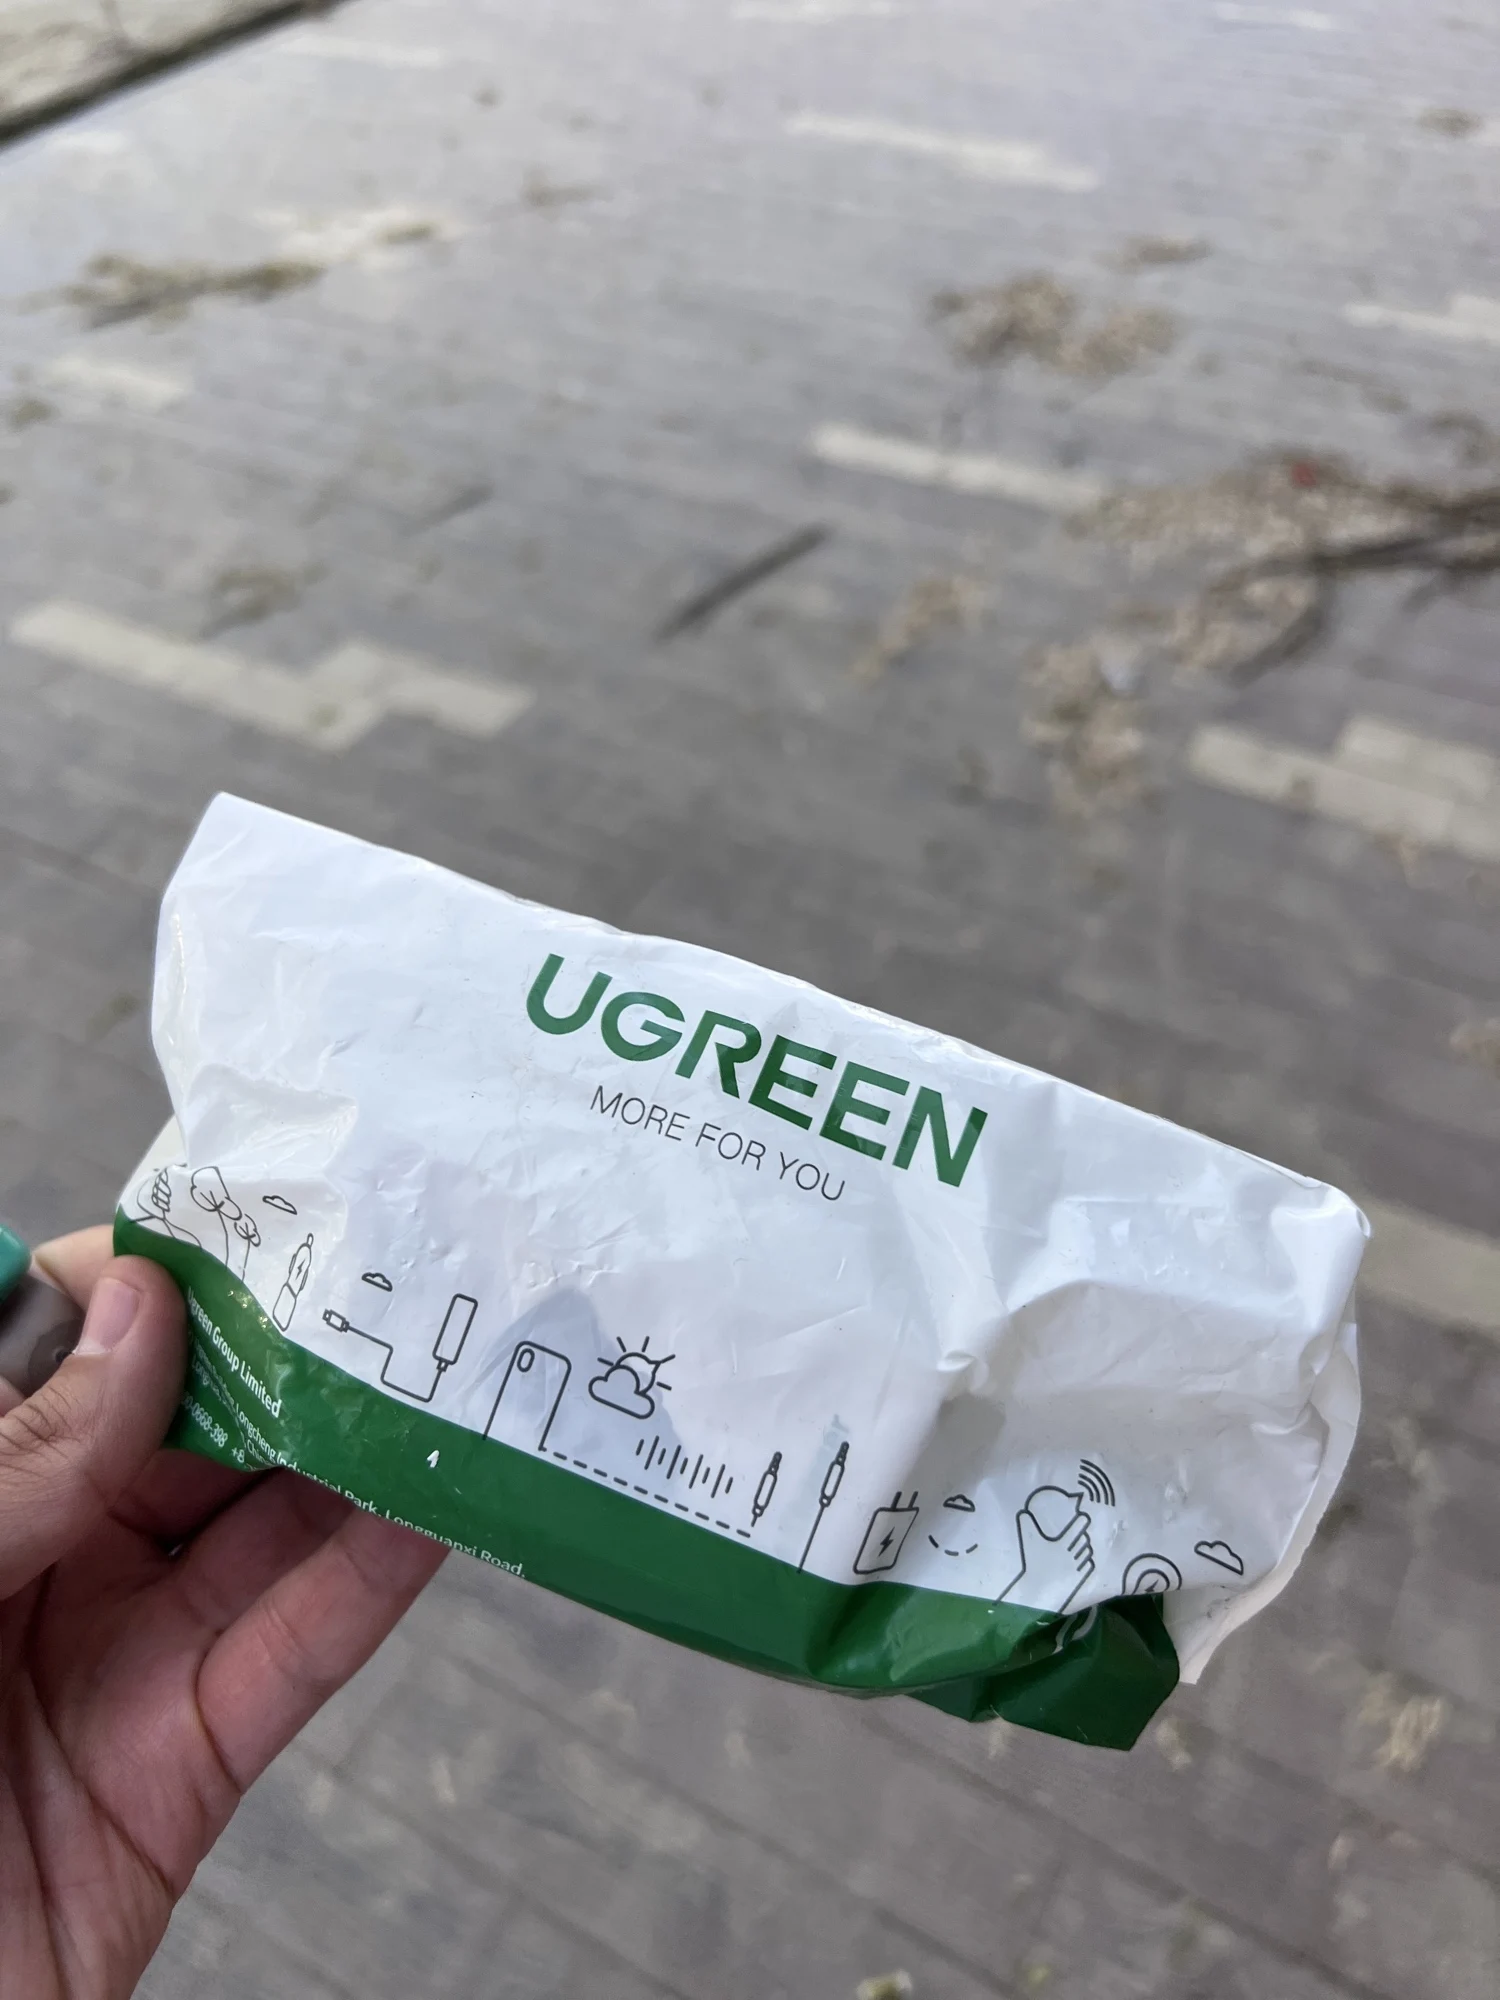 UGREEN
MORE FOR YOU
Ugreen Group Limited
Longcheng Industrial Park, Longguanxi Road,